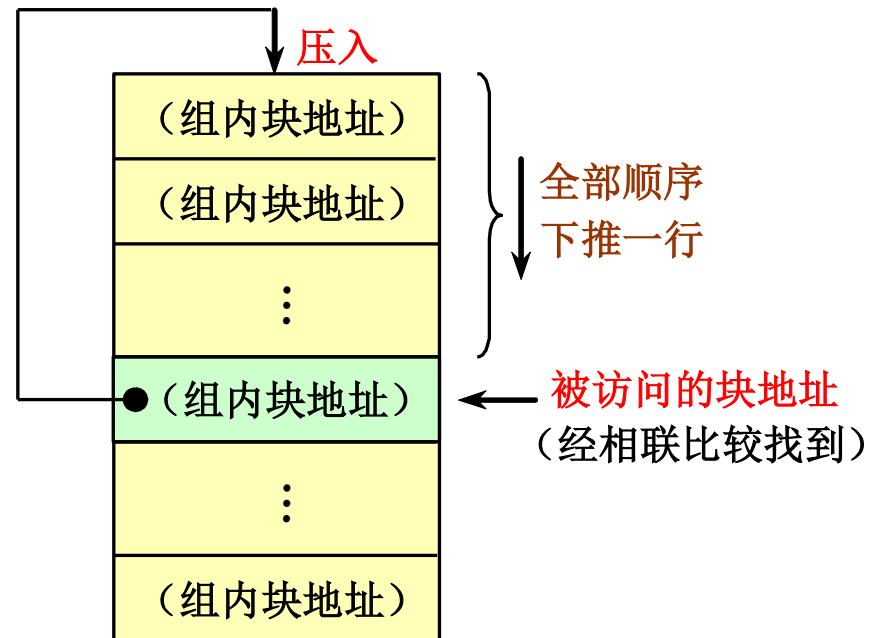 压入
（组内块地址）
（组内块地址）
全部顺序
下推一行
⋮
（组内块地址）
被访问的块地址
（经相联比较找到）
⋮
（组内块地址）